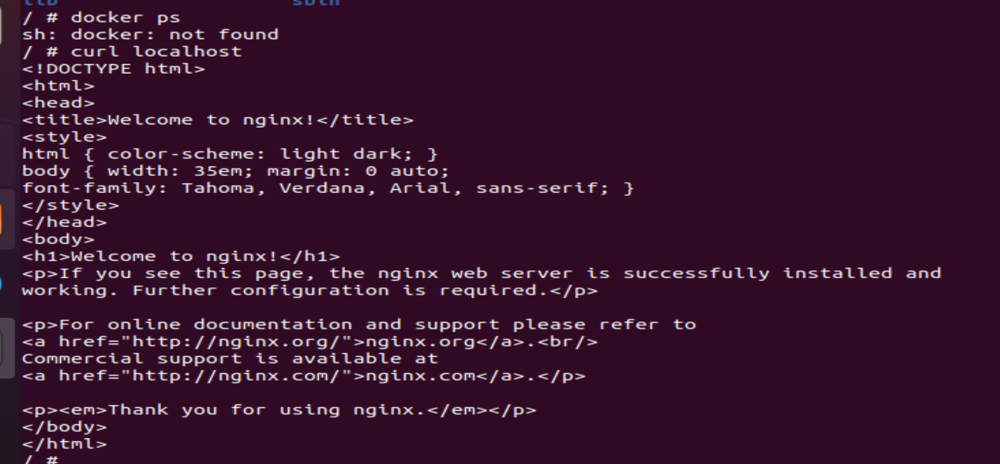 lib sbin
/ # docker ps
sh: docker: not found
/ # curl localhost
<!DOCTYPE html>
<html>
<head>
<title>Welcome to nginx!</title>
<style>
html { color-scheme: light dark; }
body { width: 35em; margin: 0 auto;
font-family: Tahoma, Verdana, Arial, sans-serif; }
</style>
</head>
<body>
<h1>Welcome to nginx!</h1>
<p>If you see this page, the nginx web server is successfully installed and
working. Further configuration is required.</p>

<p>For online documentation and support please refer to
<a href="http://nginx.org/">nginx.org</a>.<br/>
Commercial support is available at
<a href="http://nginx.com/">nginx.com</a>.</p>

<p><em>Thank you for using nginx.</em></p>
</body>
</html>
/ #